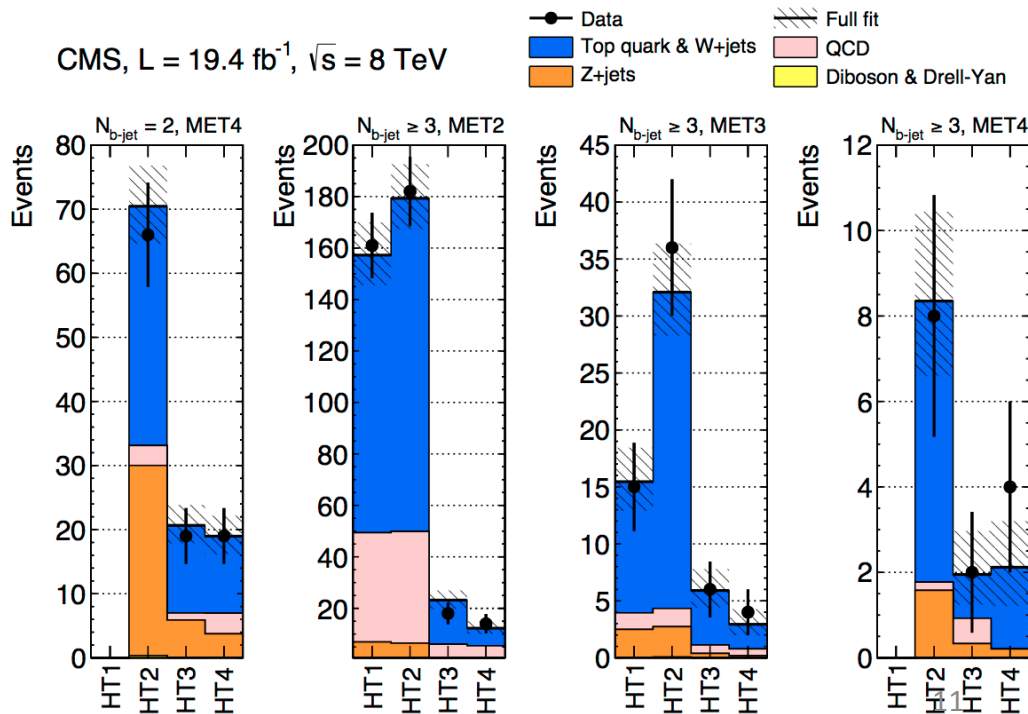 CMS, L = 19.4 fb⁻¹, √s = 8 TeV
Data
Top quark & W+jets
Z+jets
Full fit
QCD
Diboson & Drell-Yan
N_b-jet = 2, MET4
Events
80
70
60
50
40
30
20
10
0
HT1
HT2
HT3
HT4
N_b-jet ≥ 3, MET2
Events
200
180
160
140
120
100
80
60
40
20
HT1
HT2
HT3
HT4
N_b-jet ≥ 3, MET3
Events
45
40
35
30
25
20
15
10
5
0
HT1
HT2
HT3
HT4
N_b-jet ≥ 3, MET4
Events
12
10
8
6
4
2
0
HT1
HT2
HT3
HT4
11